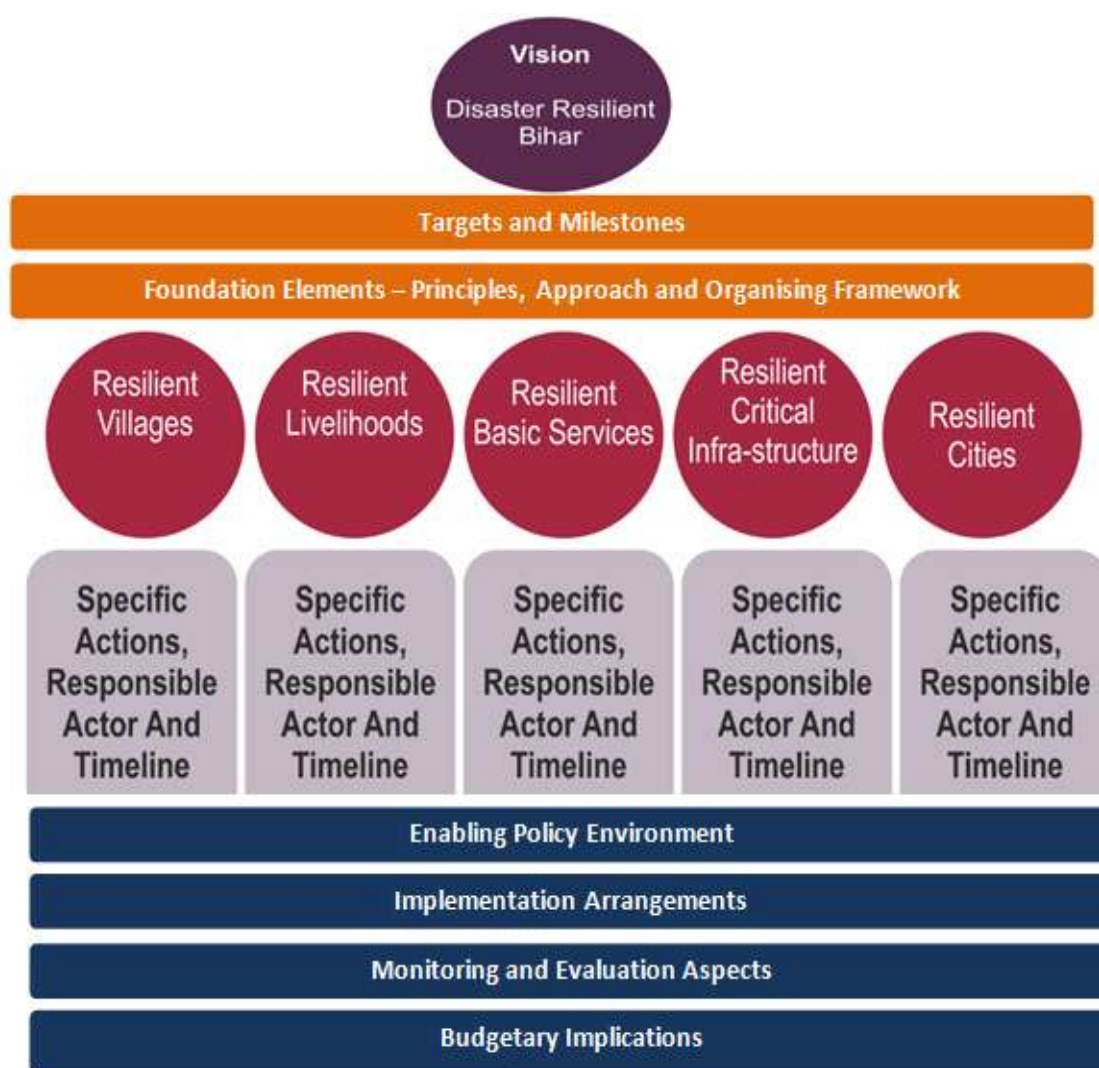 Vision
Disaster Resilient
Bihar
Targets and Milestones
Foundation Elements – Principles, Approach and Organising Framework
Resilient
Villages
Resilient
Livelihoods
Resilient
Basic Services
Resilient
Critical
Infra-structure
Resilient
Cities
Specific
Actions,
Responsible
Actor And
Timeline
Specific
Actions,
Responsible
Actor And
Timeline
Specific
Actions,
Responsible
Actor And
Timeline
Specific
Actions,
Responsible
Actor And
Timeline
Specific
Actions,
Responsible
Actor And
Timeline
Enabling Policy Environment
Implementation Arrangements
Monitoring and Evaluation Aspects
Budgetary Implications